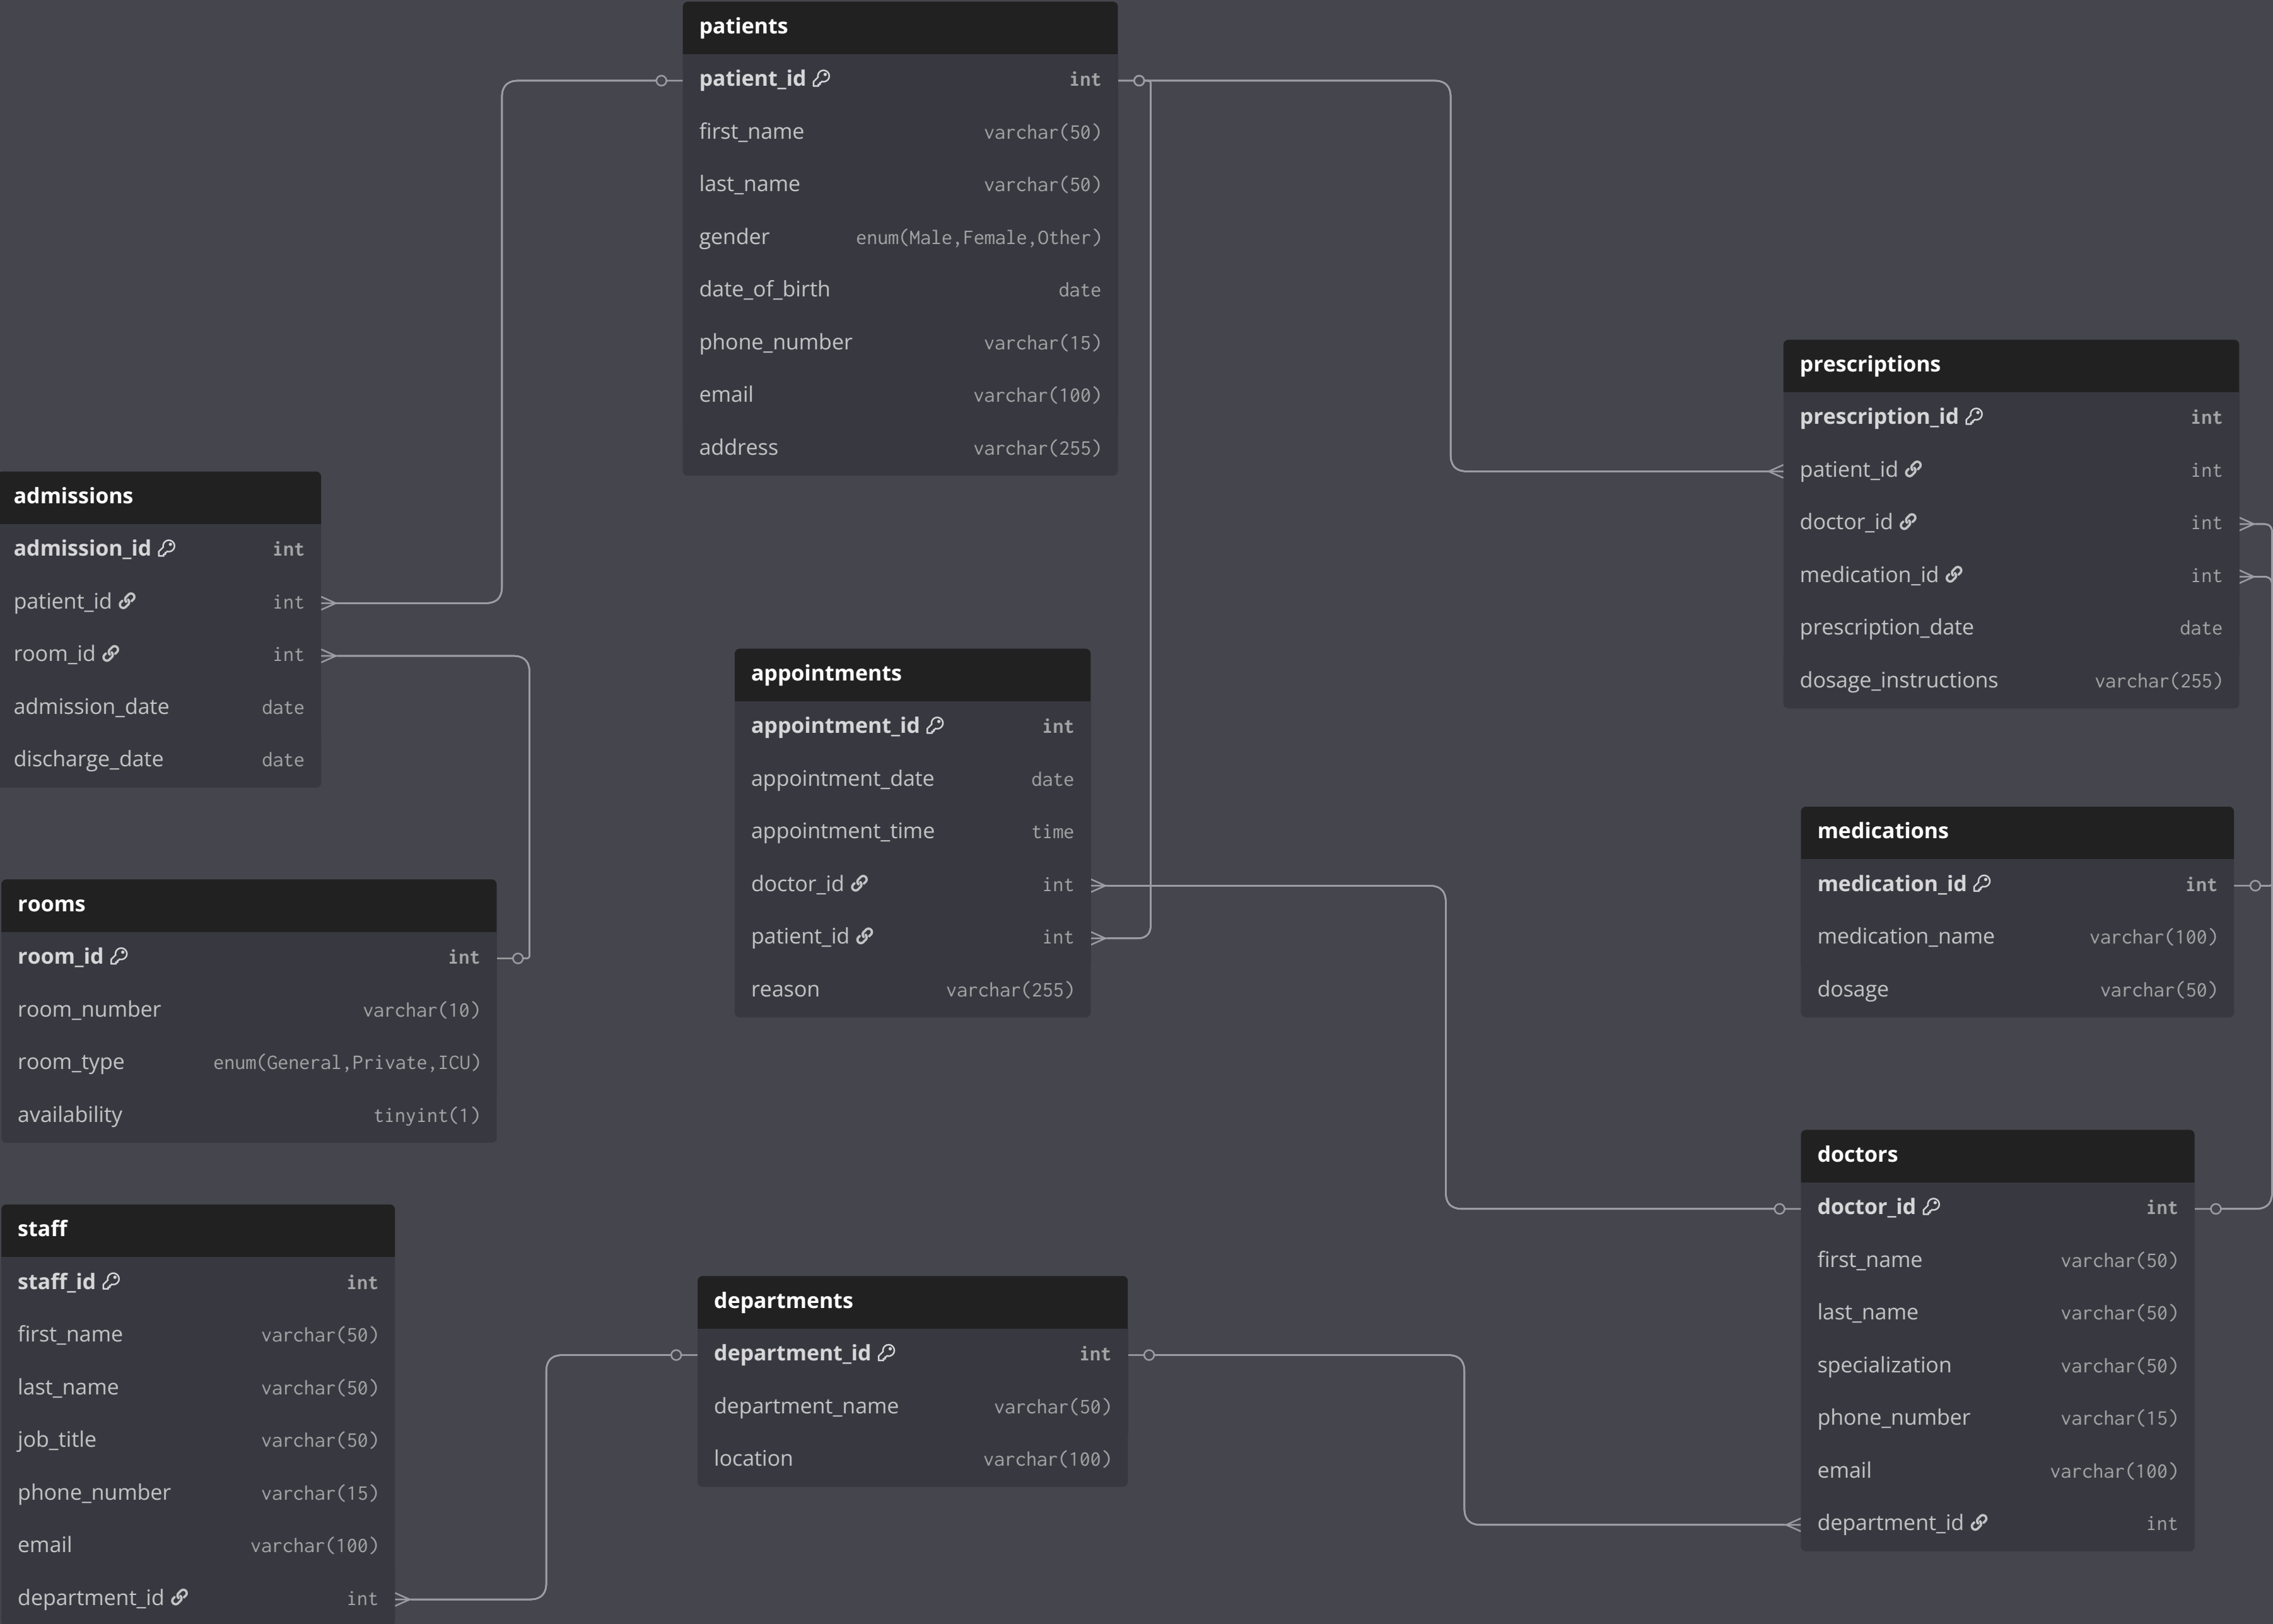 patients
patient_id int
first_name varchar(50)
last_name varchar(50)
gender enum(Male,Female,Other)
date_of_birth date
phone_number varchar(15)
email varchar(100)
address varchar(255)
prescriptions
prescription_id int
patient_id int
doctor_id int
medication_id int
prescription_date date
dosage_instructions varchar(255)
admissions
admission_id int
patient_id int
room_id int
admission_date date
discharge_date date
appointments
appointment_id int
appointment_date date
appointment_time time
doctor_id int
patient_id int
reason varchar(255)
medications
medication_id int
medication_name varchar(100)
dosage varchar(50)
rooms
room_id int
room_number varchar(10)
room_type enum(General,Private,ICU)
availability tinyint(1)
doctors
doctor_id int
first_name varchar(50)
last_name varchar(50)
specialization varchar(50)
phone_number varchar(15)
email varchar(100)
department_id int
staff
staff_id int
first_name varchar(50)
last_name varchar(50)
job_title varchar(50)
phone_number varchar(15)
email varchar(100)
department_id int
departments
department_id int
department_name varchar(50)
location varchar(100)